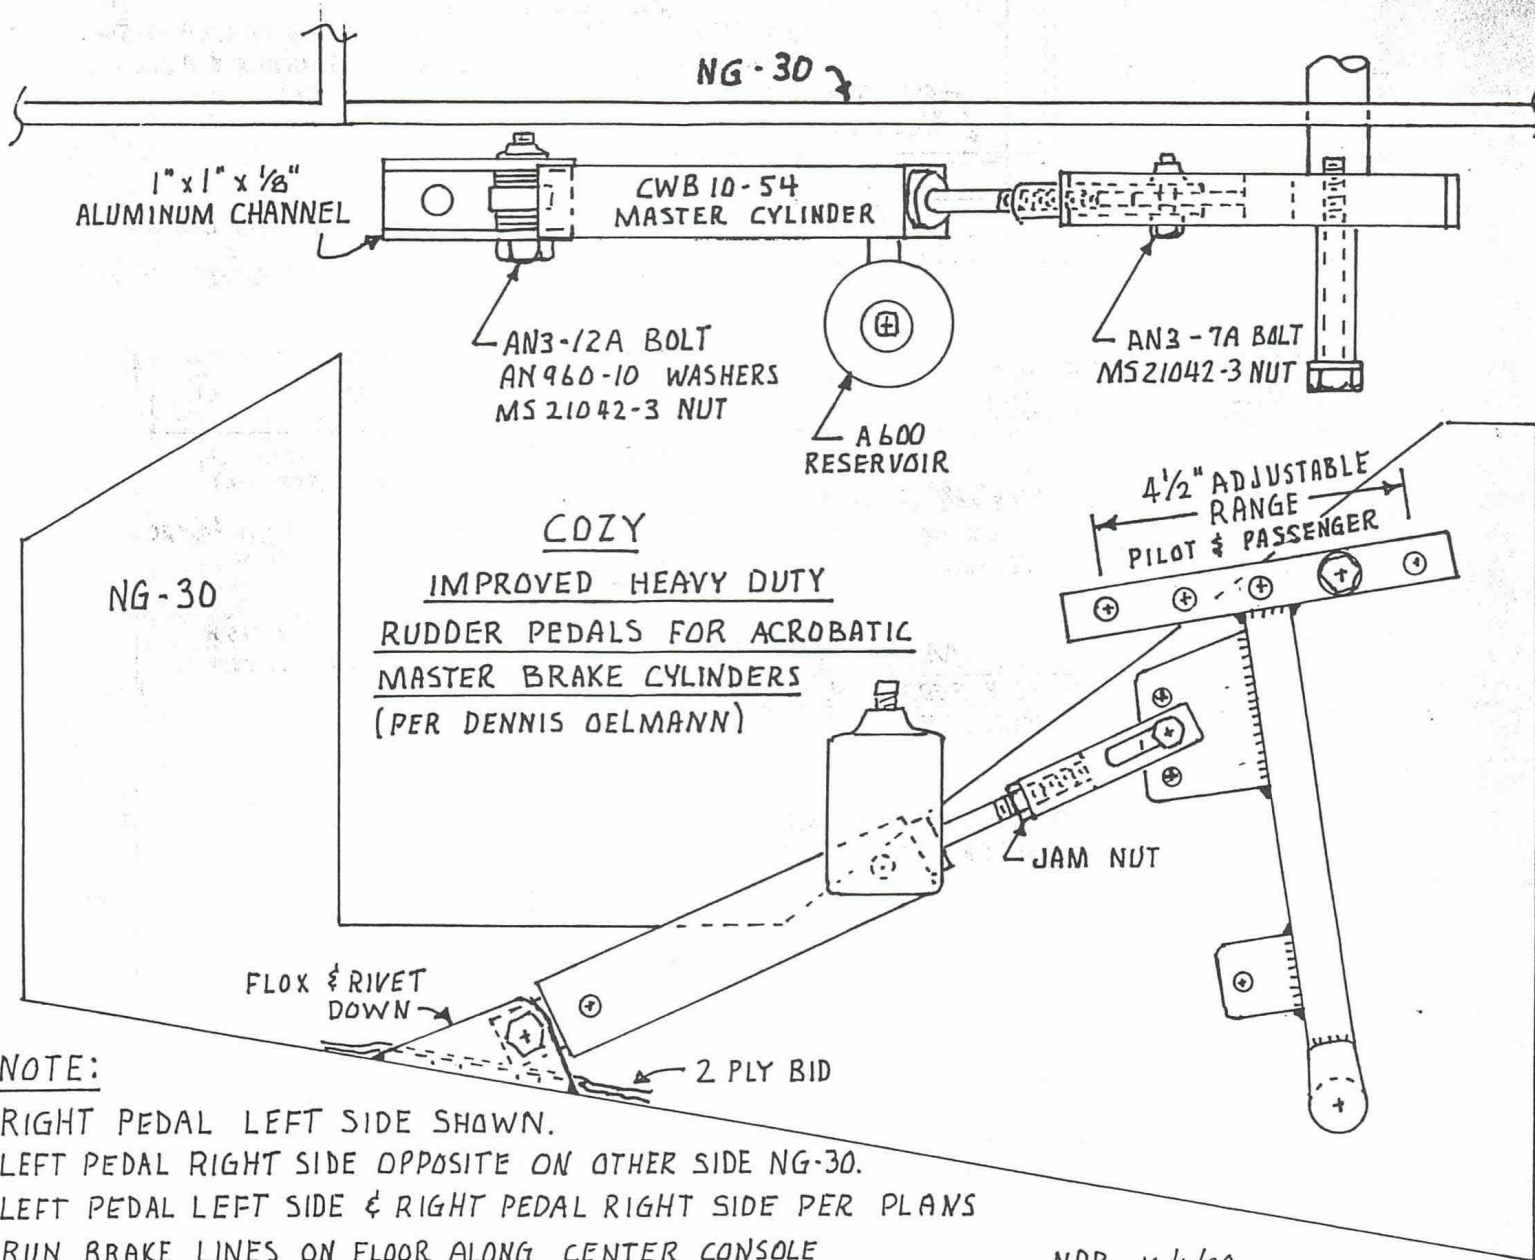 NG-30
1" x 1" x 1/8"
ALUMINUM CHANNEL
CWB 10-54
MASTER CYLINDER
AN3-12A BOLT
AN960-10 WASHERS
MS21042-3 NUT
A600
RESERVOIR
AN3-7A BOLT
MS21042-3 NUT
4 1/2" ADJUSTABLE
RANGE
PILOT & PASSENGER
NG-30
COZY
IMPROVED HEAVY DUTY
RUDDER PEDALS FOR ACROBATIC
MASTER BRAKE CYLINDERS
(PER DENNIS OELMANN)
JAM NUT
FLOX & RIVET
DOWN
2 PLY BID
NOTE:
RIGHT PEDAL LEFT SIDE SHOWN.
LEFT PEDAL RIGHT SIDE OPPOSITE ON OTHER SIDE NG-30.
LEFT PEDAL LEFT SIDE & RIGHT PEDAL RIGHT SIDE PER PLANS
RUN BRAKE LINES ON FLOOR ALONG CENTER CONSOLE